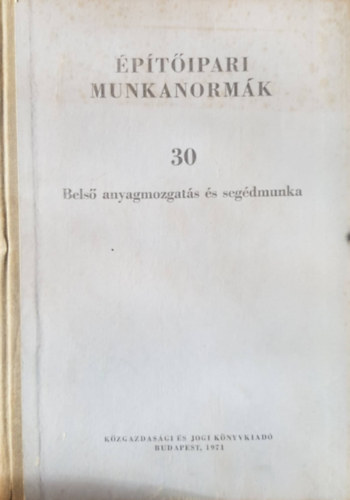 ÉPÍTŐIPARI
MUNKANORMÁK
30
Belső anyagmozgatás és segédmunka
KÖZGAZDASÁGI ÉS JOGI KÖNYVKIADÓ
BUDAPEST, 1971